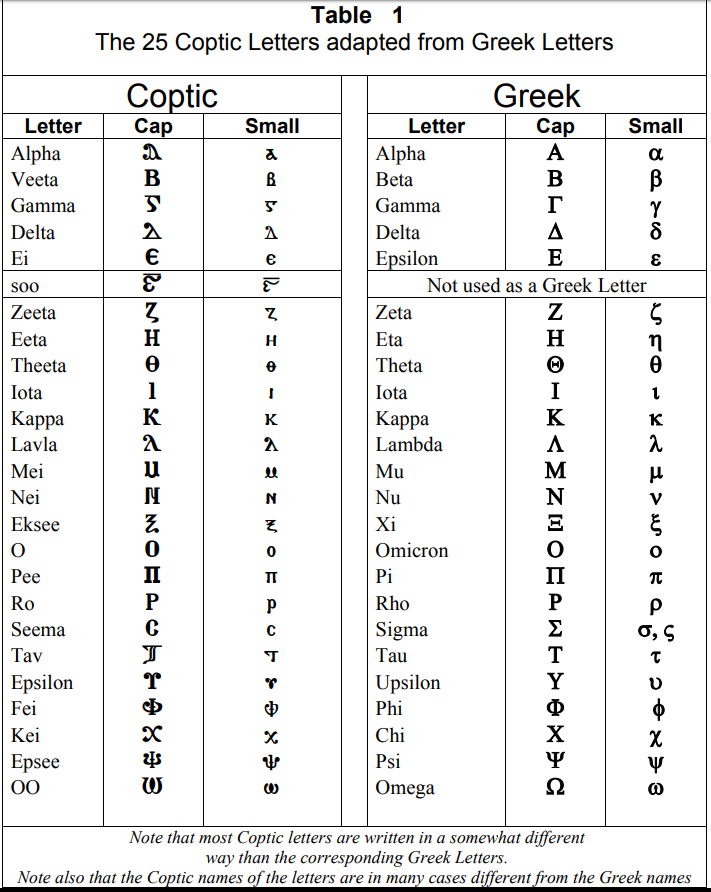 Table 1
The 25 Coptic Letters adapted from Greek Letters
Coptic Greek
Letter Cap Small Letter Cap Small
Alpha Ⲁ ⲁ Alpha Α α
Veeta Ⲃ ⲃ Beta Β β
Gamma Ⲅ ⲅ Gamma Γ γ
Delta Ⲇ ⲇ Delta Δ δ
Ei Ⲉ ⲉ Epsilon Ε ε
soo Ⲋ ⲋ Not used as a Greek Letter
Zeeta Ⲍ ⲍ Zeta Ζ ζ
Eeta Ⲏ ⲏ Eta Η η
Theeta Ⲑ ⲑ Theta Θ θ
Iota Ⲓ ⲓ Iota Ι ι
Kappa Ⲕ ⲕ Kappa Κ κ
Lavla Ⲗ ⲗ Lambda Λ λ
Mei Ⲙ ⲙ Mu Μ μ
Nei Ⲛ ⲛ Nu Ν ν
Eksee Ⲝ ⲝ Xi Ξ ξ
O Ⲟ ⲟ Omicron Ο ο
Pee Ⲡ ⲡ Pi Π π
Ro Ⲣ ⲣ Rho Ρ ρ
Seema Ⲥ ⲥ Sigma Σ σ, ς
Tav Ⲧ ⲧ Tau Τ τ
Epsilon Ⲩ ⲩ Upsilon Υ υ
Fei Ⲫ ⲫ Phi Φ ϕ
Kei Ⲭ ⲭ Chi Χ χ
Epsee Ⲯ ⲯ Psi Ψ ψ
OO Ⲱ ⲱ Omega Ω ω
Note that most Coptic letters are written in a somewhat different
way than the corresponding Greek Letters.
Note also that the Coptic names of the letters are in many cases different from the Greek names